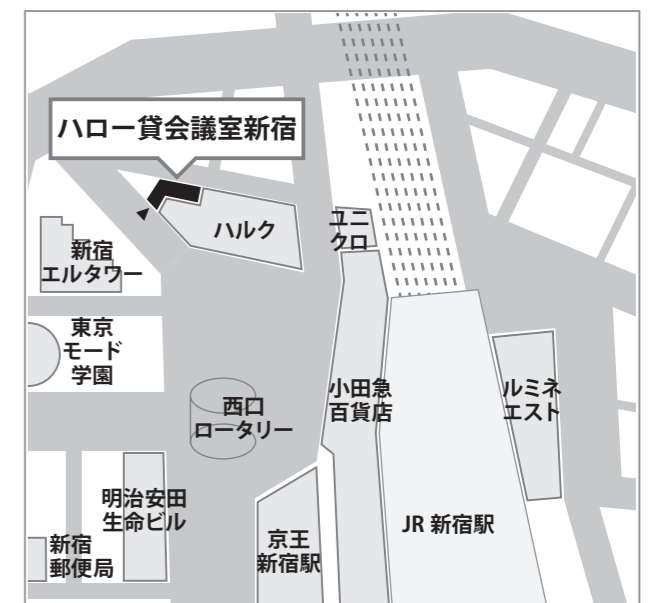 ハロー貸会議室新宿
ハルク
ユニ
クロ
新宿
エルタワー
東京
モード
学園
西口
ロータリー
小田急
百貨店
ルミネ
エスト
明治安田
生命ビル
新宿
郵便局
京王
新宿駅
JR 新宿駅